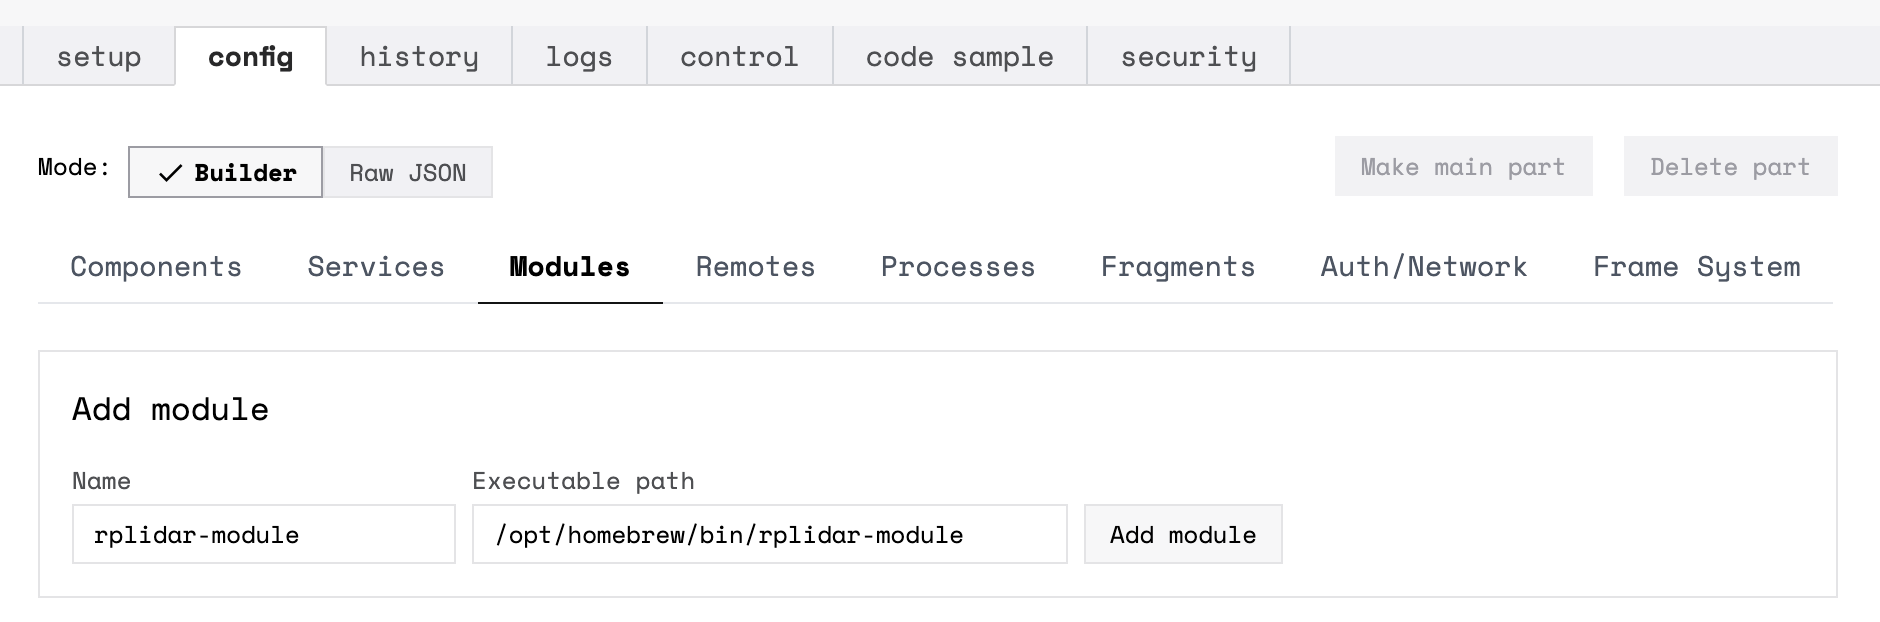 setup config history logs control code sample security
Mode: Builder Raw JSON Make main part Delete part
Components Services Modules Remotes Processes Fragments Auth/Network Frame System
Add module
Name Executable path
rplidar-module /opt/homebrew/bin/rplidar-module Add module